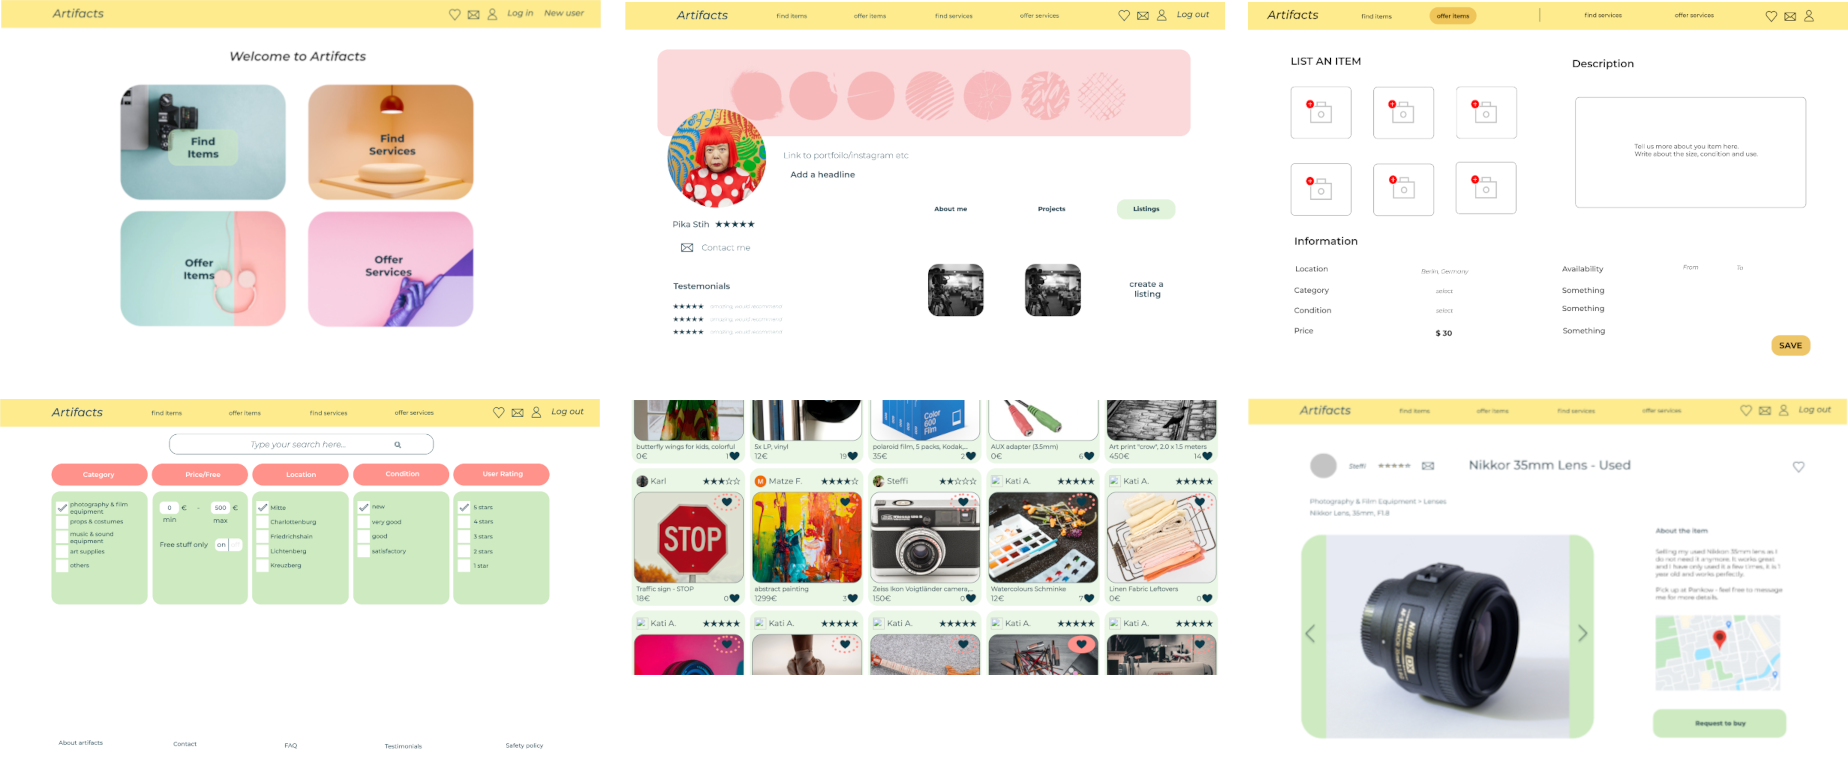 Artifacts
Log in
New user
Welcome to Artifacts
Find
Items
Find
Services
Offer
Items
Offer
Services
Artifacts
find items
offer items
find services
offer services
Log out
Link to portfoilo/instagram etc
Add a headline
About me
Projects
Listings
Pika Stih ★★★★★
Contact me
Testemonials
★★★★★
★★★★★
★★★★★
create a
listing
Artifacts
find items
offer items
find services
offer services
LIST AN ITEM
Description
Tell us more about you item here.
Write about the size, condition and use.
Information
Location
Berlin, Germany
Category
select
Condition
select
Price
$ 30
Availability
From
To
Something
Something
Something
SAVE
Artifacts
find items
offer items
find services
offer services
Log out
Type your search here...
Category
Price/Free
Location
Condition
User Rating
photography & film
equipment
props & costumes
music & sound
equipment
art supplies
others
0 € - 500 €
min max
Free stuff only on
Mitte
Charlottenburg
Friedrichshain
Lichtenberg
Kreuzberg
new
very good
good
satisfactory
5 stars
4 stars
3 stars
2 stars
1 star
About artifacts
Contact
FAQ
Testimonials
Safety policy
Color
600
Film
butterfly wings for kids, colorful
0€ 1
5x LP, vinyl
12€ 19
polaroid film, 5 packs, Kodak,...
35€ 2
AUX adapter (3.5mm)
0€ 6
Art print "crow", 2.0 x 1.5 meters
450€ 14
Karl ★★★☆☆
STOP
Traffic sign - STOP
18€ 0
M Matze F. ★★★★☆
abstract painting
1299€ 3
Steffi ★★☆☆☆
Zeiss Ikon Voigtländer camera,...
150€ 0
Kati A. ★★★★★
Watercolours Schminke
12€ 7
Kati A. ★★★★★
Linen Fabric Leftovers
0€ 0
Kati A. ★★★★★
Kati A. ★★★★★
Kati A. ★★★★★
Kati A. ★★★★★
Kati A. ★★★★★
Artifacts
find items
offer items
find services
offer services
Log out
Steffi ★★★★★
Nikkor 35mm Lens - Used
Photography & Film Equipment > Lenses
Nikkor Lens, 35mm, F1.8
Nikon
DX
About the item
Selling my used Nikkon 35mm lens as I
do not need it anymore. It works great
and I have only used it a few times, it is 1
year old and works perfectly.
Pick up at Pankow - feel free to message
me for more details.
Request to buy